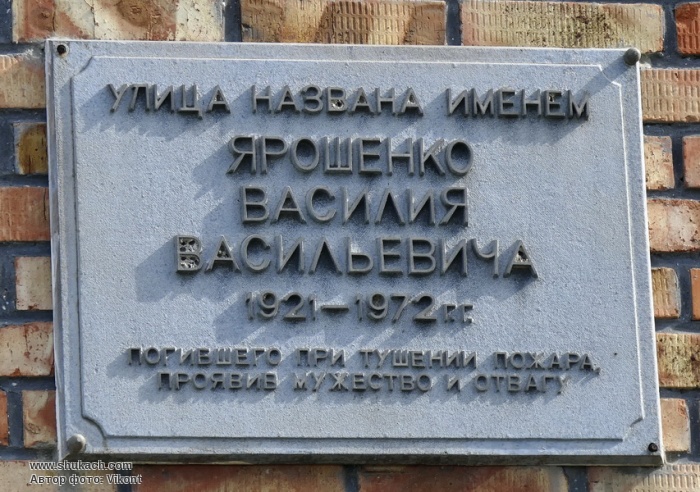 УЛИЦА НАЗВАНА ИМЕНЕМ
ЯРОШЕНКО
ВАСИЛИЯ
ВАСИЛЬЕВИЧА
1921—1972 г.г.
ПОГИБШЕГО ПРИ ТУШЕНИИ ПОЖАРА,
ПРОЯВИВ МУЖЕСТВО И ОТВАГУ
www.shukach.com
Автор фото: Vikont